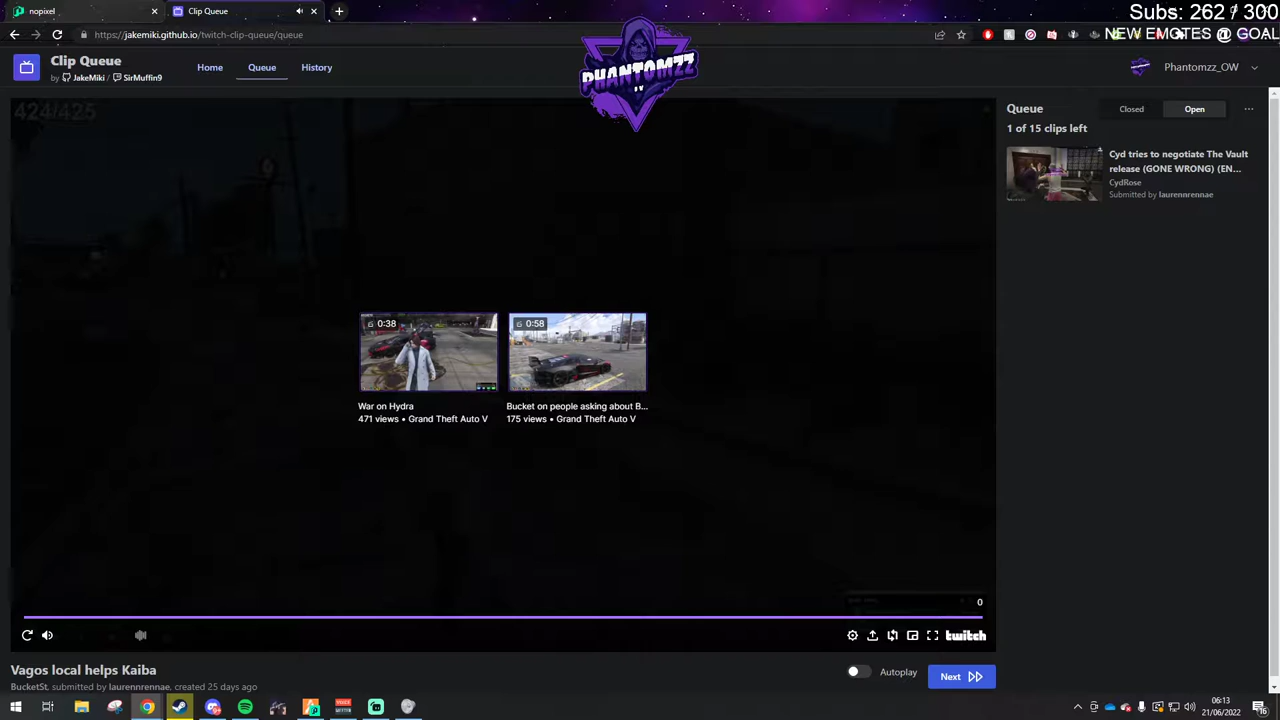 nopixel
Clip Queue
Subs: 262 / 300
https://jakemiki.github.io/twitch-clip-queue/queue
NEW EMOTES @ GOAL
Clip Queue
by JakeMiki / SirMuffin9
Home
Queue
History
PHANTOMZZ
Phantomzz_OW
424/425
Queue
Closed
Open
1 of 15 clips left
Cyd tries to negotiate The Vault
release (GONE WRONG) (EN...
CydRose
Submitted by laurennrennae
0:38
0:58
War on Hydra
471 views • Grand Theft Auto V
Bucket on people asking about B...
175 views • Grand Theft Auto V
0
twitch
Vagos local helps Kaiba
BucketSt, submitted by laurennrennae, created 25 days ago
Autoplay
Next
06:13
21/06/2022
16